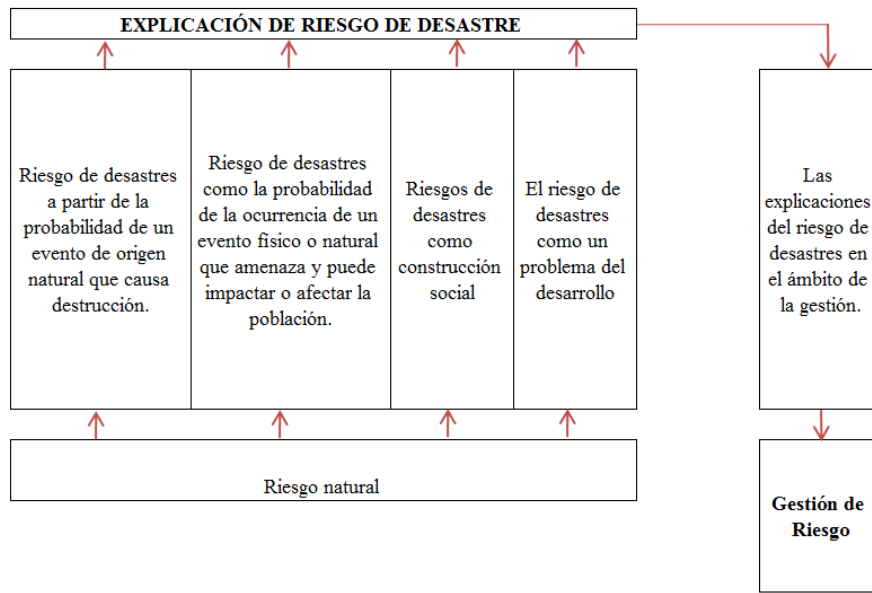 EXPLICACIÓN DE RIESGO DE DESASTRE
Riesgo de desastres
a partir de la
probabilidad de un
evento de origen
natural que causa
destrucción.
Riesgo de desastres
como la probabilidad
de la ocurrencia de un
evento físico o natural
que amenaza y puede
impactar o afectar la
población.
Riesgos de
desastres
como
construcción
social
El riesgo de
desastres
como un
problema del
desarrollo
Las
explicaciones
del riesgo de
desastres en
el ámbito de
la gestión.
Riesgo natural
Gestión de
Riesgo